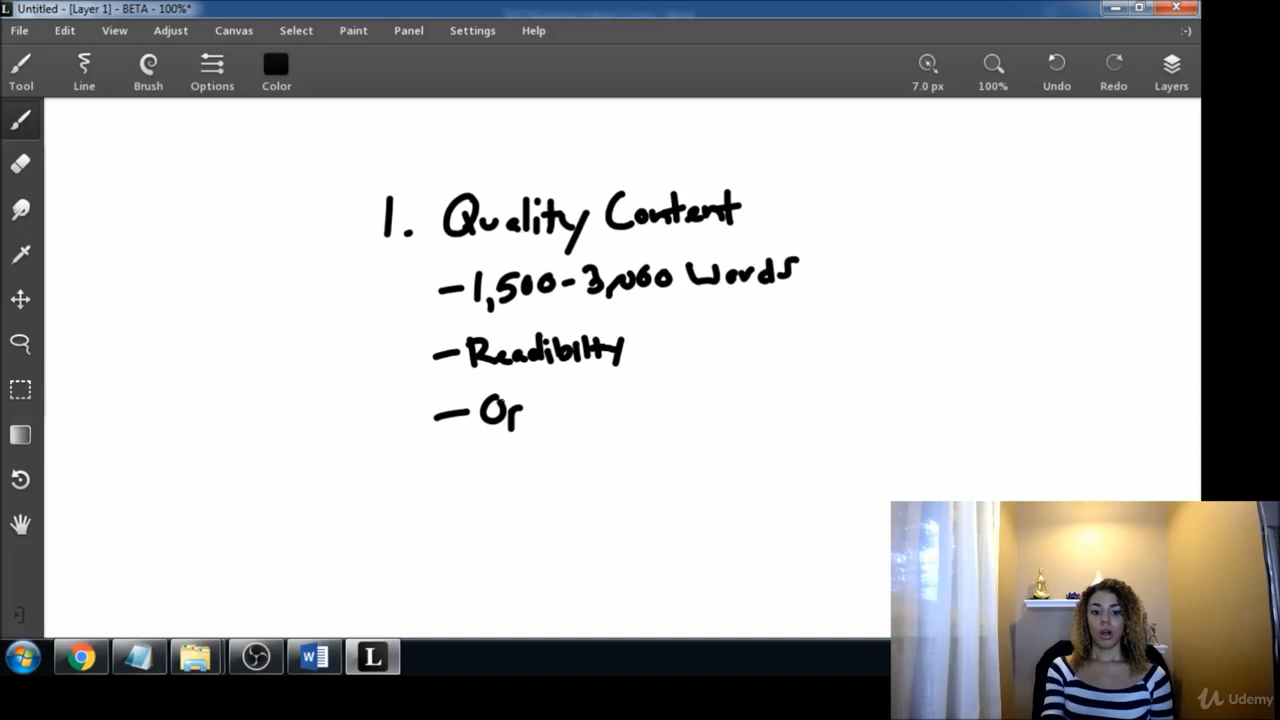 L Untitled - [Layer 1] - BETA - 100%*
File Edit View Adjust Canvas Select Paint Panel Settings Help :-)
Tool Line Brush Options Color 7.0 px 100% Undo Redo Layers
1. Quality Content
- 1,500-3,000 Words
- Readibilty
- Or
W L
Udemy